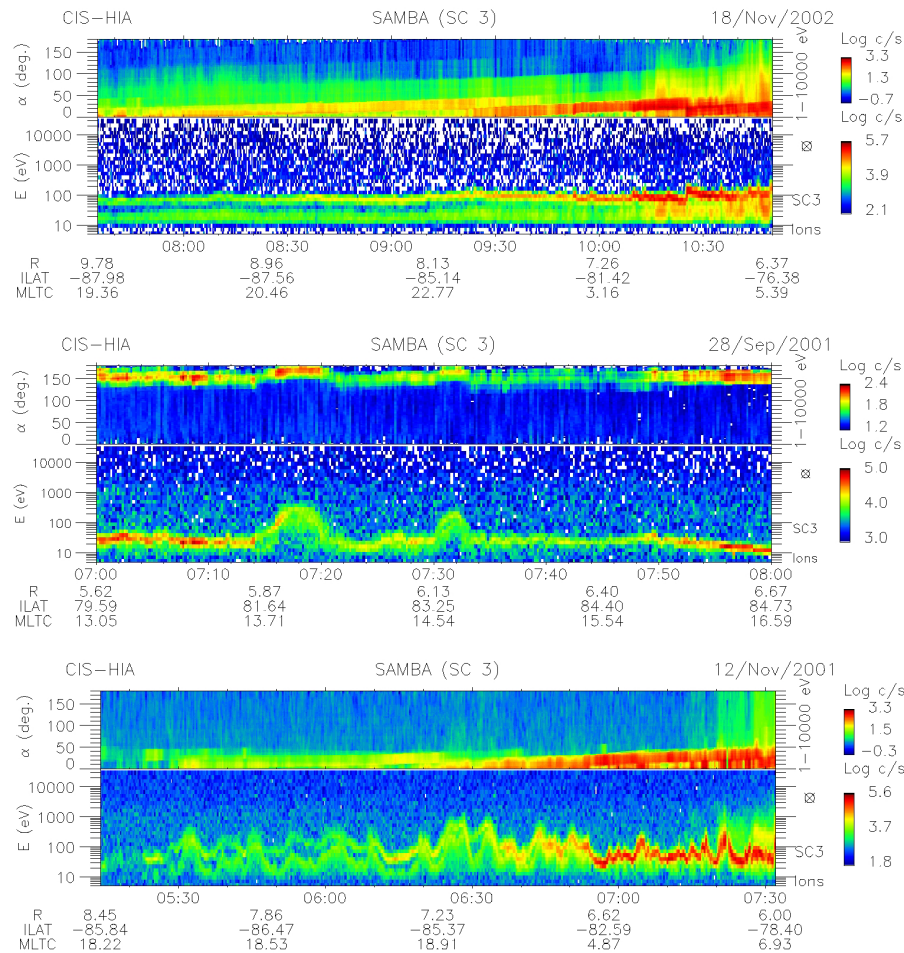 CIS−HIA SAMBA (SC 3) 18/Nov/2002
α (deg.) 150 100 50 0 1−10000 eV Log c/s 3.3 1.3 −0.7
E (eV) 10000 1000 100 10 SC3 Ions 5.7 3.9 2.1
08:00 08:30 09:00 09:30 10:00 10:30
R 9.78 8.96 8.13 7.26 6.37
ILAT −87.98 −87.56 −85.14 −81.42 −76.38
MLTC 19.36 20.46 22.77 3.16 5.39
CIS−HIA SAMBA (SC 3) 28/Sep/2001
α (deg.) 150 100 50 0 1−10000 eV Log c/s 2.4 1.8 1.2
E (eV) 10000 1000 100 10 SC3 Ions Log c/s 5.0 4.0 3.0
07:00 07:10 07:20 07:30 07:40 07:50 08:00
R 5.62 5.87 6.13 6.40 6.67
ILAT 79.59 81.64 83.25 84.40 84.73
MLTC 13.05 13.71 14.54 15.54 16.59
CIS−HIA SAMBA (SC 3) 12/Nov/2001
α (deg.) 150 100 50 0 1−10000 eV Log c/s 3.3 1.5 −0.3
E (eV) 10000 1000 100 10 SC3 Ions Log c/s 5.6 3.7 1.8
05:30 06:00 06:30 07:00 07:30
R 8.45 7.86 7.23 6.62 6.00
ILAT −85.84 −86.47 −85.37 −82.59 −78.40
MLTC 18.22 18.53 18.91 4.87 6.93